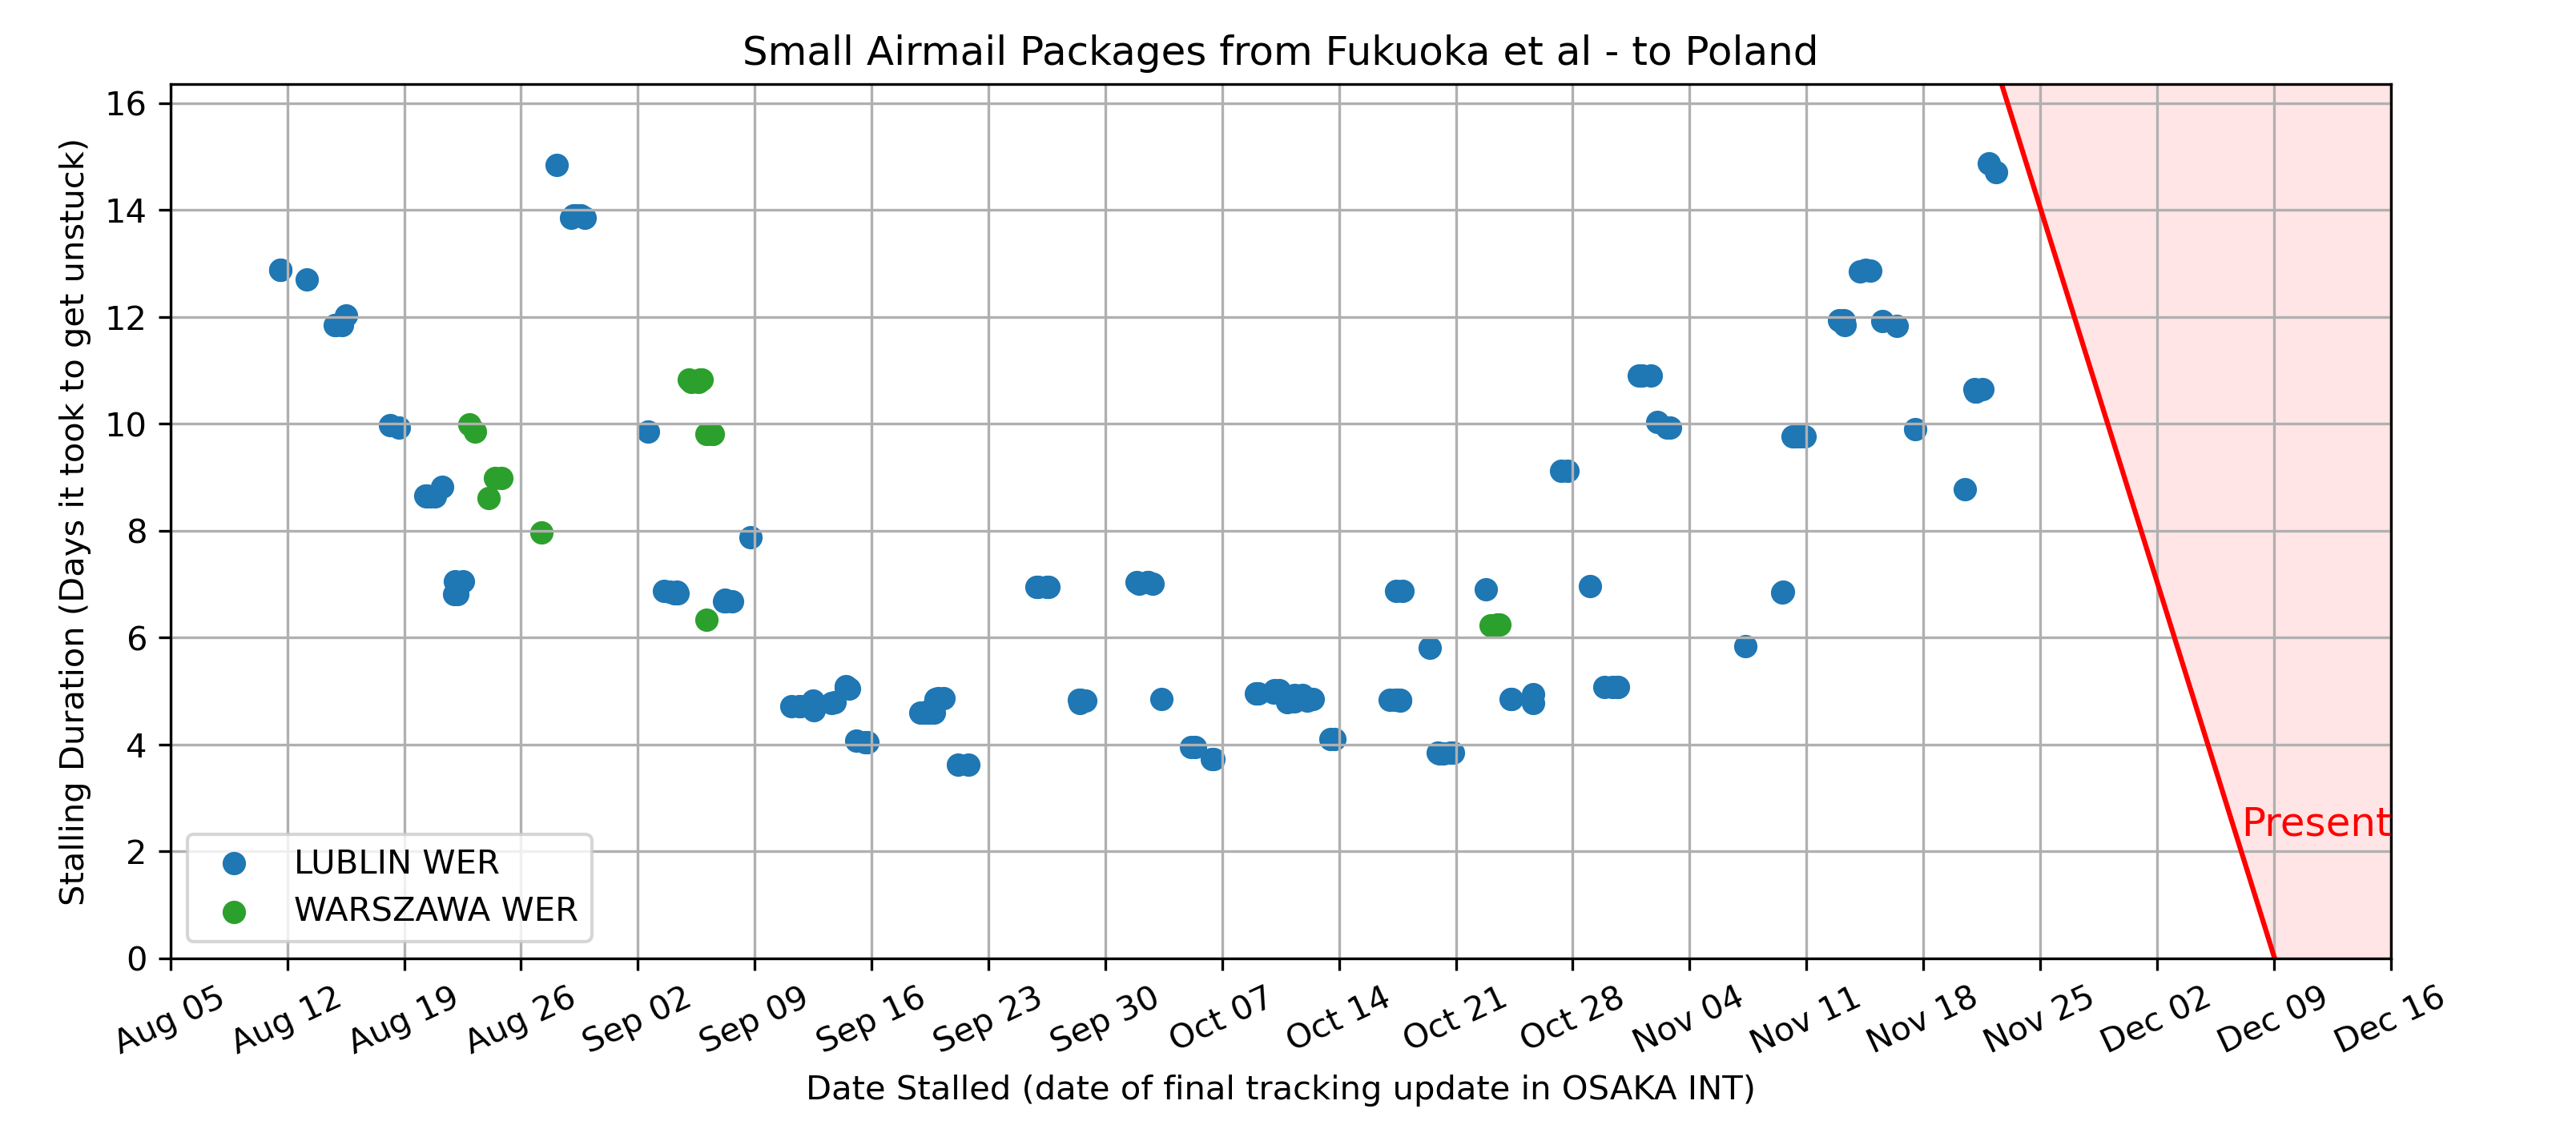 Small Airmail Packages from Fukuoka et al - to Poland
Stalling Duration (Days it took to get unstuck)
16
14
12
10
8
6
4
2
0
Present
LUBLIN WER
WARSZAWA WER
Aug 05
Aug 12
Aug 19
Aug 26
Sep 02
Sep 09
Sep 16
Sep 23
Sep 30
Oct 07
Oct 14
Oct 21
Oct 28
Nov 04
Nov 11
Nov 18
Nov 25
Dec 02
Dec 09
Dec 16
Date Stalled (date of final tracking update in OSAKA INT)